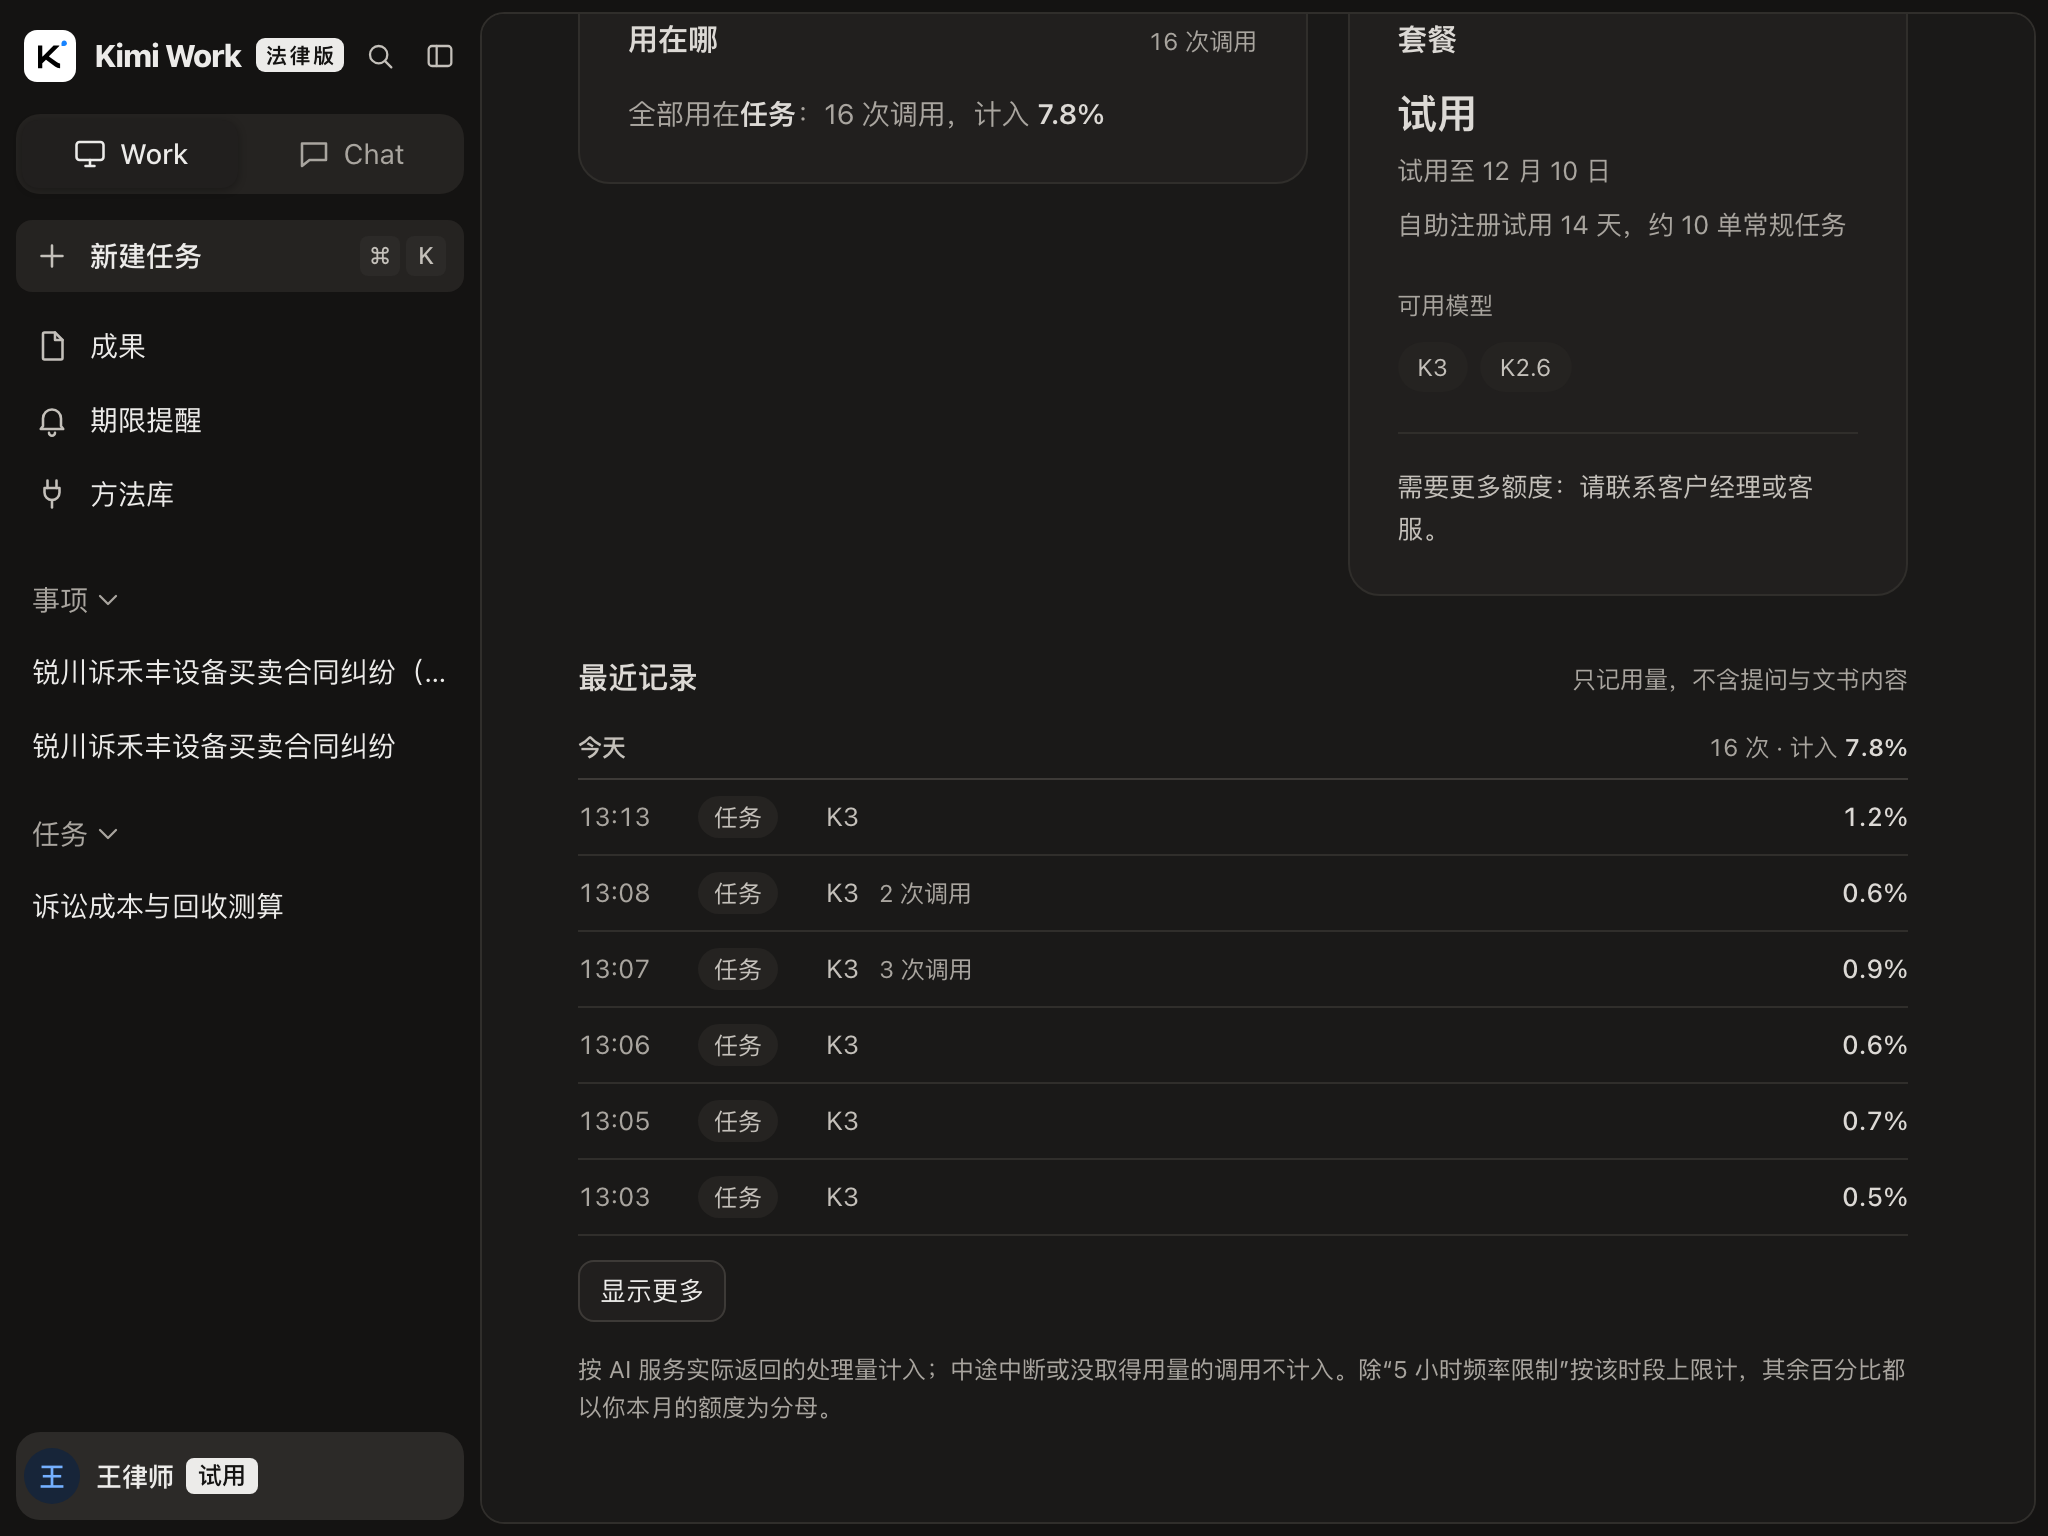 Kimi Work 法律版
Work
Chat
新建任务 ⌘ K
成果
期限提醒
方法库
事项
锐川诉禾丰设备买卖合同纠纷（...
锐川诉禾丰设备买卖合同纠纷
任务
诉讼成本与回收测算
王 王律师 试用
用在哪 16 次调用
全部用在任务：16 次调用，计入 7.8%
套餐
试用
试用至 12 月 10 日
自助注册试用 14 天，约 10 单常规任务
可用模型
K3 K2.6
需要更多额度：请联系客户经理或客
服。
最近记录 只记用量，不含提问与文书内容
今天 16 次 · 计入 7.8%
13:13 任务 K3 1.2%
13:08 任务 K3 2 次调用 0.6%
13:07 任务 K3 3 次调用 0.9%
13:06 任务 K3 0.6%
13:05 任务 K3 0.7%
13:03 任务 K3 0.5%
显示更多
按 AI 服务实际返回的处理量计入；中途中断或没取得用量的调用不计入。除“5 小时频率限制”按该时段上限计，其余百分比都
以你本月的额度为分母。